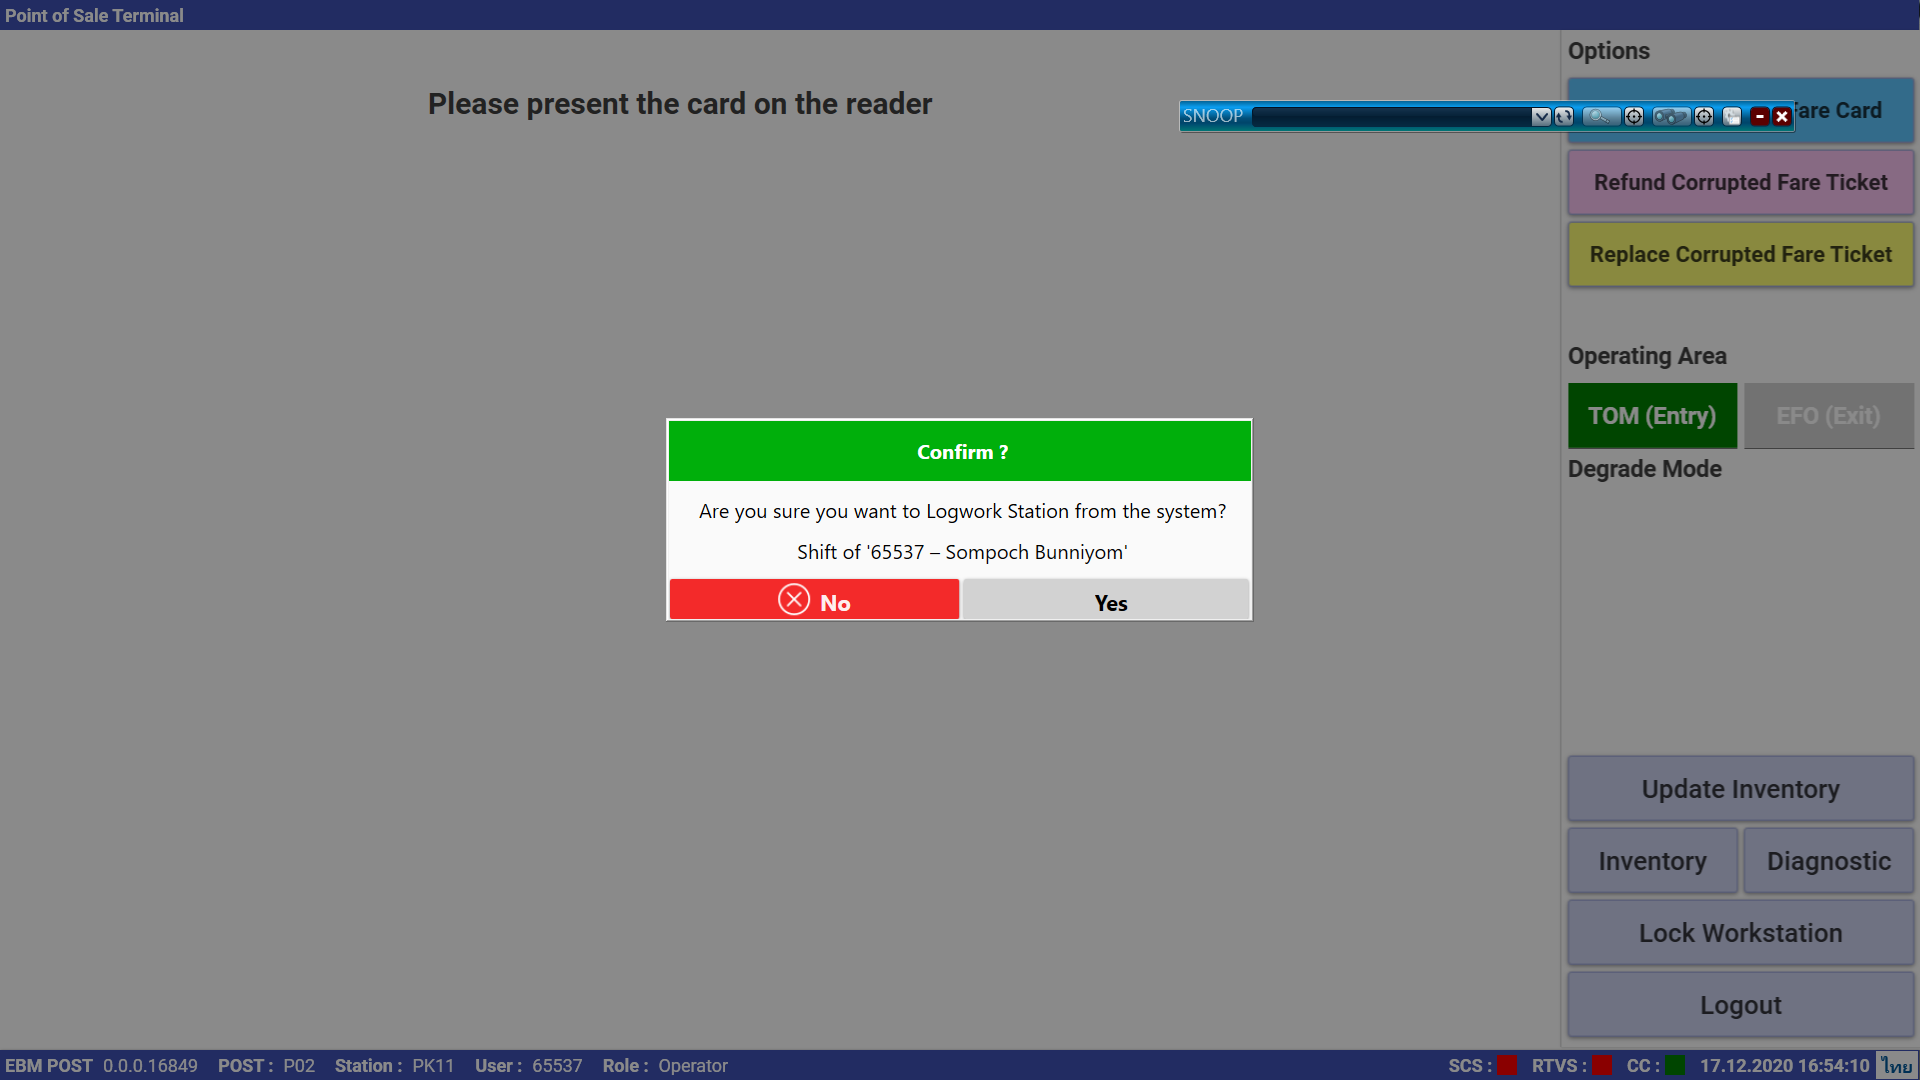 Point of Sale Terminal
Please present the card on the reader
SNOOP
Options
Fare Card
Refund Corrupted Fare Ticket
Replace Corrupted Fare Ticket
Operating Area
TOM (Entry)
EFO (Exit)
Degrade Mode
Confirm ?
Are you sure you want to Logwork Station from the system?
Shift of '65537 – Sompoch Bunniyom'
No
Yes
Update Inventory
Inventory
Diagnostic
Lock Workstation
Logout
EBM POST 0.0.0.16849 POST : P02 Station : PK11 User : 65537 Role : Operator
SCS : RTVS : CC : 17.12.2020 16:54:10 ไทย